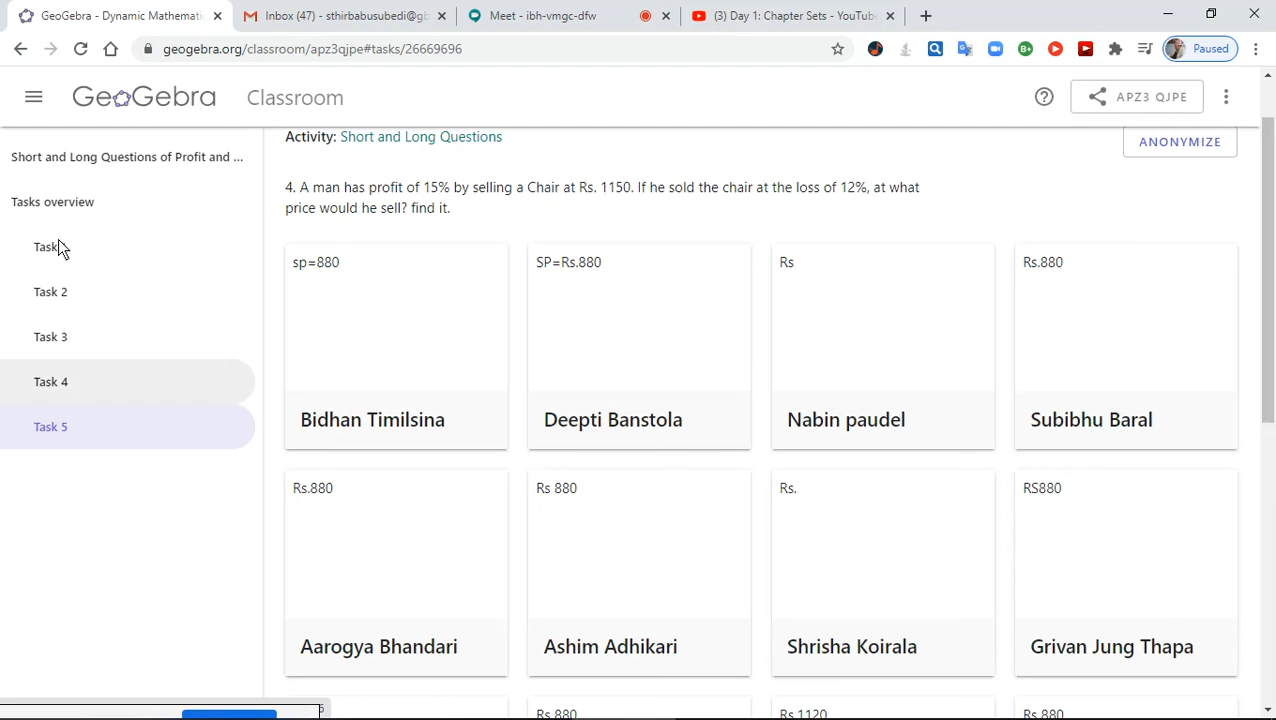 GeoGebra - Dynamic Mathematic
Inbox (47) - sthirbabusubedi@gb
Meet - ibh-vmgc-dfw
(3) Day 1: Chapter Sets - YouTube
geogebra.org/classroom/apz3qjpe#tasks/26669696
Paused
GeoGebra
Classroom
APZ3 QJPE
Short and Long Questions of Profit and ...
Tasks overview
Task
Task 2
Task 3
Task 4
Task 5
Activity: Short and Long Questions
ANONYMIZE
4. A man has profit of 15% by selling a Chair at Rs. 1150. If he sold the chair at the loss of 12%, at what
price would he sell? find it.
sp=880
Bidhan Timilsina
SP=Rs.880
Deepti Banstola
Rs
Nabin paudel
Rs.880
Subibhu Baral
Rs.880
Aarogya Bhandari
Rs 880
Ashim Adhikari
Rs.
Shrisha Koirala
RS880
Grivan Jung Thapa
Rs.880
Rs.1120
Rs.880